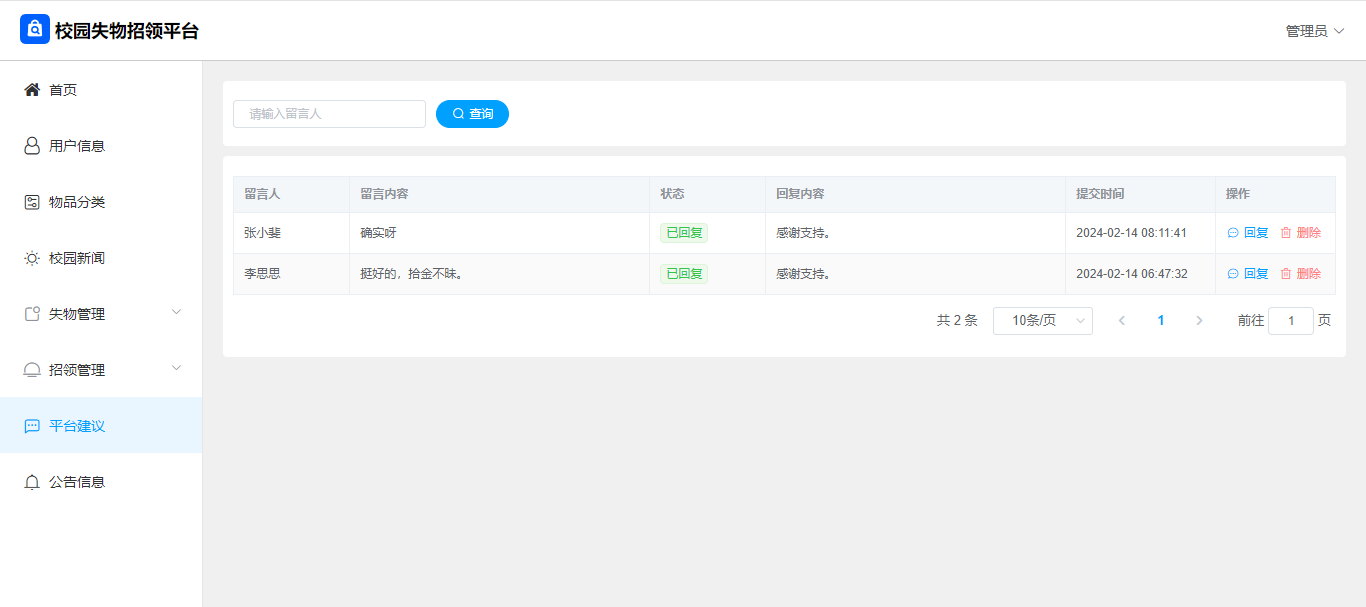 校园失物招领平台
管理员
首页
用户信息
物品分类
校园新闻
失物管理
招领管理
平台建议
公告信息
请输入留言人 查询
留言人 留言内容 状态 回复内容 提交时间 操作
张小斐 确实呀 已回复 感谢支持。 2024-02-14 08:11:41 回复 删除
李思思 挺好的，拾金不昧。 已回复 感谢支持。 2024-02-14 06:47:32 回复 删除
共 2 条 10条/页 1 前往 1 页